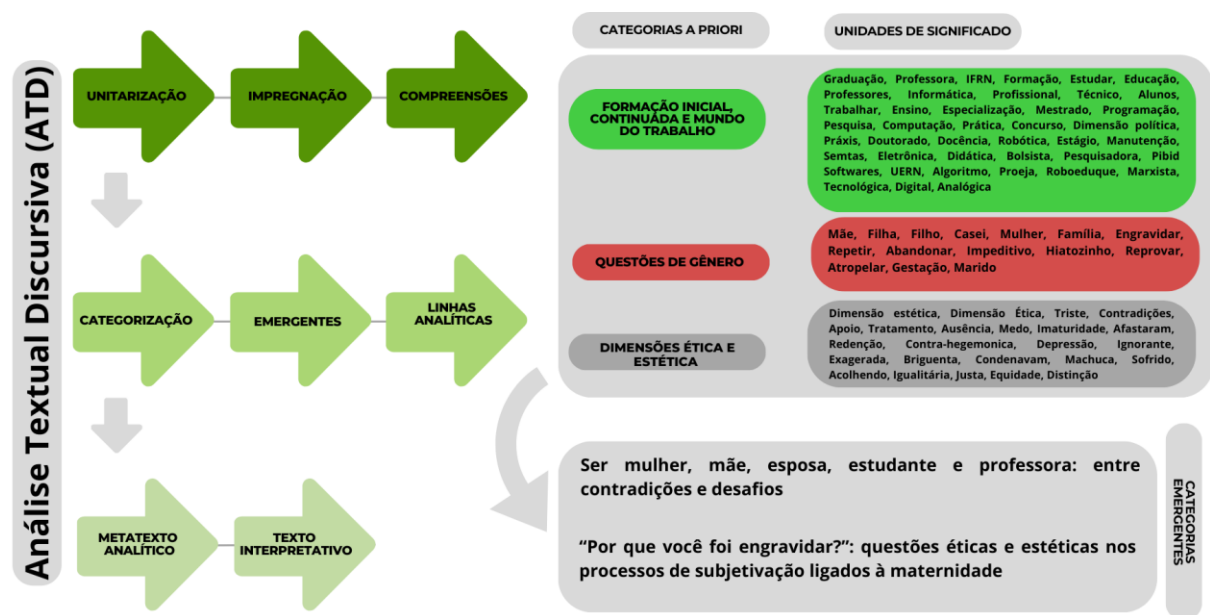 Análise Textual Discursiva (ATD)
UNITARIZAÇÃO
IMPREGNAÇÃO
COMPREENSÕES
CATEGORIZAÇÃO
EMERGENTES
LINHAS
ANALÍTICAS
METATEXTO
ANALÍTICO
TEXTO
INTERPRETATIVO
CATEGORIAS A PRIORI
UNIDADES DE SIGNIFICADO
FORMAÇÃO INICIAL,
CONTINUADA E MUNDO
DO TRABALHO
Graduação, Professora, IFRN, Formação, Estudar, Educação,
Professores, Informática, Profissional, Técnico, Alunos,
Trabalhar, Ensino, Especialização, Mestrado, Programação,
Pesquisa, Computação, Prática, Concurso, Dimensão política,
Práxis, Doutorado, Docência, Robótica, Estágio, Manutenção,
Semtas, Eletrônica, Didática, Bolsista, Pesquisadora, Pibid
Softwares, UERN, Algoritmo, Proeja, Roboeduque, Marxista,
Tecnológica, Digital, Analógica
QUESTÕES DE GÊNERO
Mãe, Filha, Filho, Casei, Mulher, Família, Engravidar,
Repetir, Abandonar, Impeditivo, Hiatozinho, Reprovar,
Atropelar, Gestação, Marido
DIMENSÕES ÉTICA E
ESTÉTICA
Dimensão estética, Dimensão Ética, Triste, Contradições,
Apoio, Tratamento, Ausência, Medo, Imaturidade, Afastaram,
Redenção, Contra-hegemonica, Depressão, Ignorante,
Exagerada, Briguenta, Condenavam, Machuca, Sofrido,
Acolhendo, Igualitária, Justa, Equidade, Distinção
Ser mulher, mãe, esposa, estudante e professora: entre
contradições e desafios
“Por que você foi engravidar?”: questões éticas e estéticas nos
processos de subjetivação ligados à maternidade
CATEGORIAS
EMERGENTES